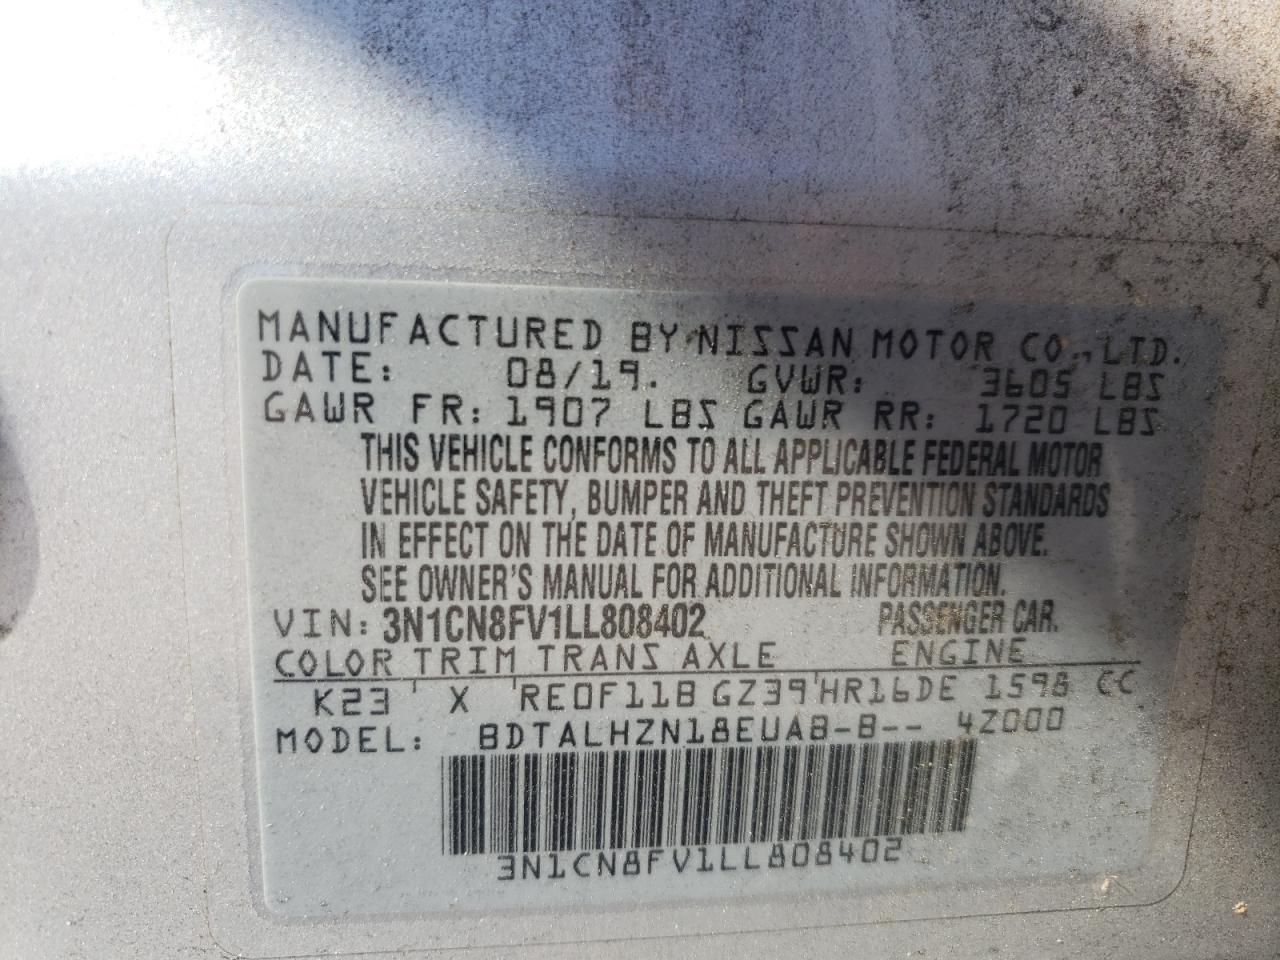 MANUFACTURED BY NISSAN MOTOR CO., LTD.
DATE: 08/19. GVWR: 3605 LBS
GAWR FR: 1907 LBS GAWR RR: 1720 LBS
THIS VEHICLE CONFORMS TO ALL APPLICABLE FEDERAL MOTOR
VEHICLE SAFETY, BUMPER AND THEFT PREVENTION STANDARDS
IN EFFECT ON THE DATE OF MANUFACTURE SHOWN ABOVE.
SEE OWNER'S MANUAL FOR ADDITIONAL INFORMATION.
VIN: 3N1CN8FV1LL808402 PASSENGER CAR.
COLOR TRIM TRANS AXLE ENGINE
K23 ' X ' RE0F11B GZ39 ' HR16DE 1598 CC
MODEL: BDTALHZN18EUAB-B-- 4Z000
3N1CN8FV1LL808402